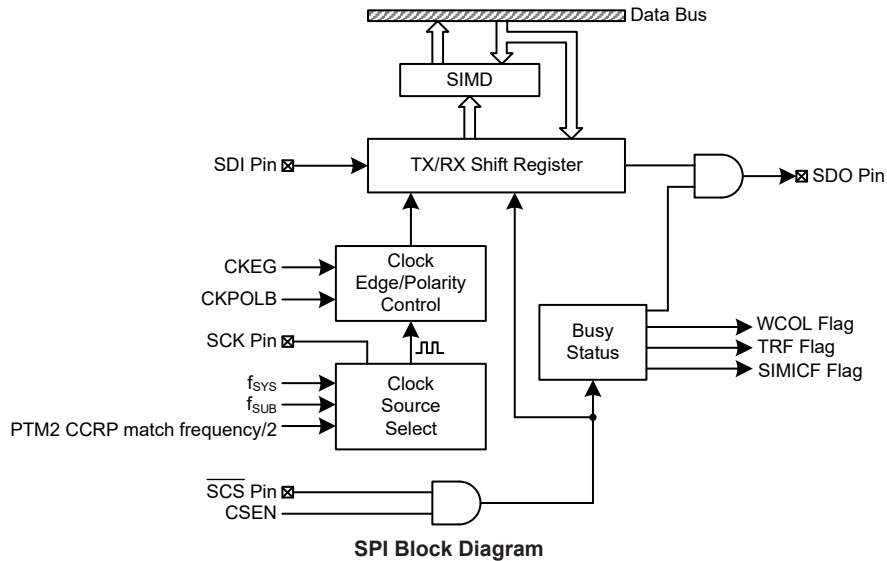 Data Bus
SIMD
SDI Pin
TX/RX Shift Register
SDO Pin
CKEG
CKPOLB
Clock
Edge/Polarity
Control
SCK Pin
Busy
Status
WCOL Flag
TRF Flag
SIMICF Flag
fSYS
fSUB
PTM2 CCRP match frequency/2
Clock
Source
Select
SCS Pin
CSEN
SPI Block Diagram